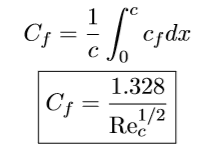 C_f = \frac{1}{c} \int_0^c c_f dx
C_f = \frac{1.328}{\mathrm{Re}_c^{1/2}}